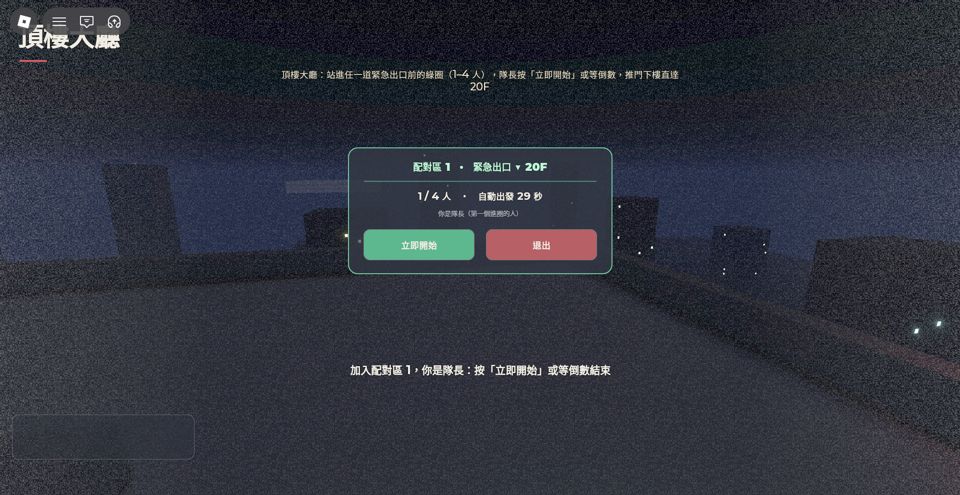 頂樓大廳
頂樓大廳：站進任一道緊急出口前的綠圈（1–4 人），隊長按「立即開始」或等倒數，推門下樓直達
20F
配對區 1 • 緊急出口 ▼ 20F
1 / 4 人 • 自動出發 29 秒
你是隊長（第一個進圈的人）
立即開始
退出
加入配對區 1，你是隊長：按「立即開始」或等倒數結束